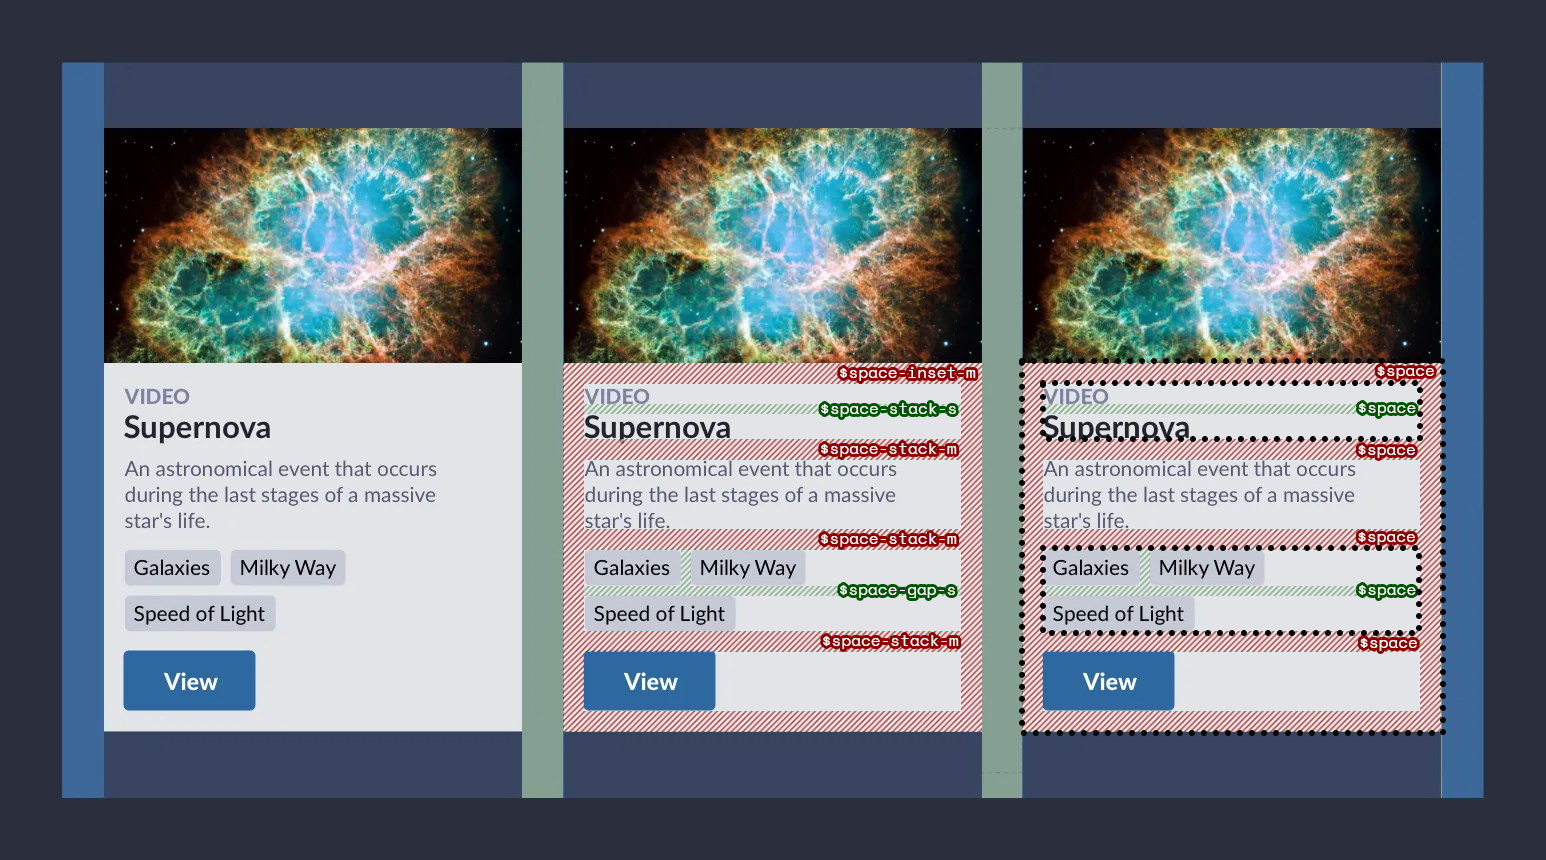 VIDEO
Supernova
An astronomical event that occurs
during the last stages of a massive
star's life.
Galaxies
Milky Way
Speed of Light
View
$space-inset-m
VIDEO
$space-stack-s
Supernova
$space-stack-m
An astronomical event that occurs
during the last stages of a massive
star's life.
$space-stack-m
Galaxies
Milky Way
$space-gap-s
Speed of Light
$space-stack-m
View
$space
VIDEO
$space
Supernova
$space
An astronomical event that occurs
during the last stages of a massive
star's life.
$space
Galaxies
Milky Way
$space
Speed of Light
$space
View